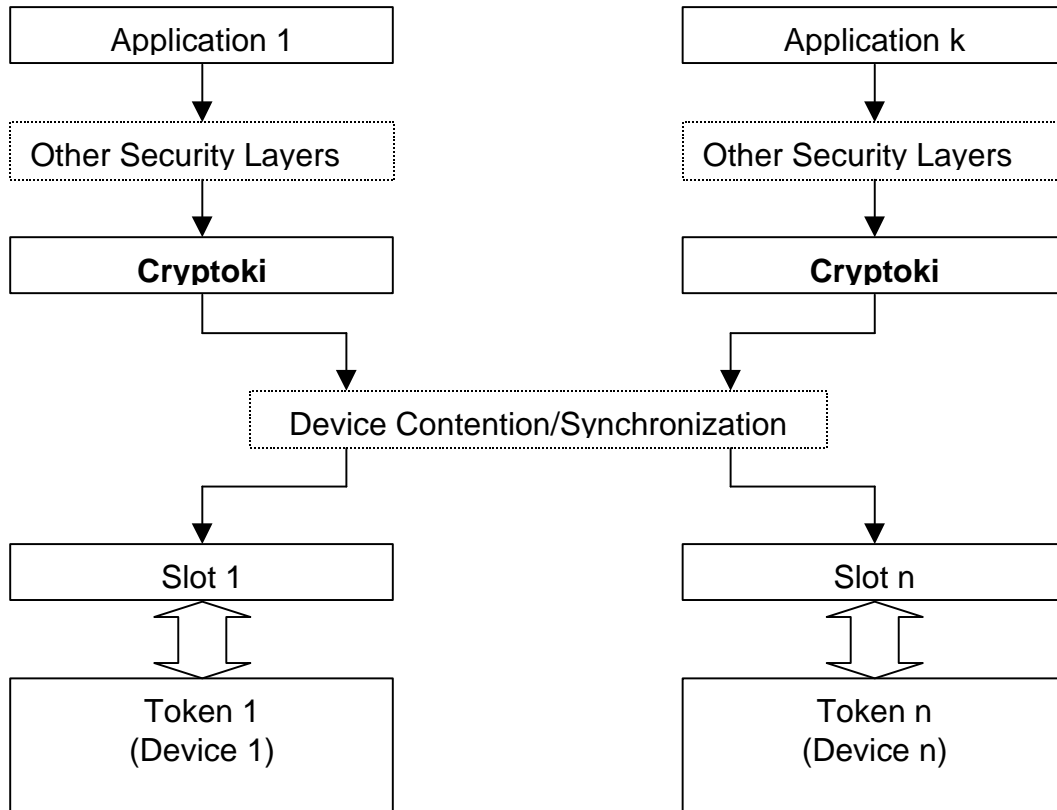 Application 1
Application k
Other Security Layers
Other Security Layers
Cryptoki
Cryptoki
Device Contention/Synchronization
Slot 1
Slot n
Token 1
(Device 1)
Token n
(Device n)